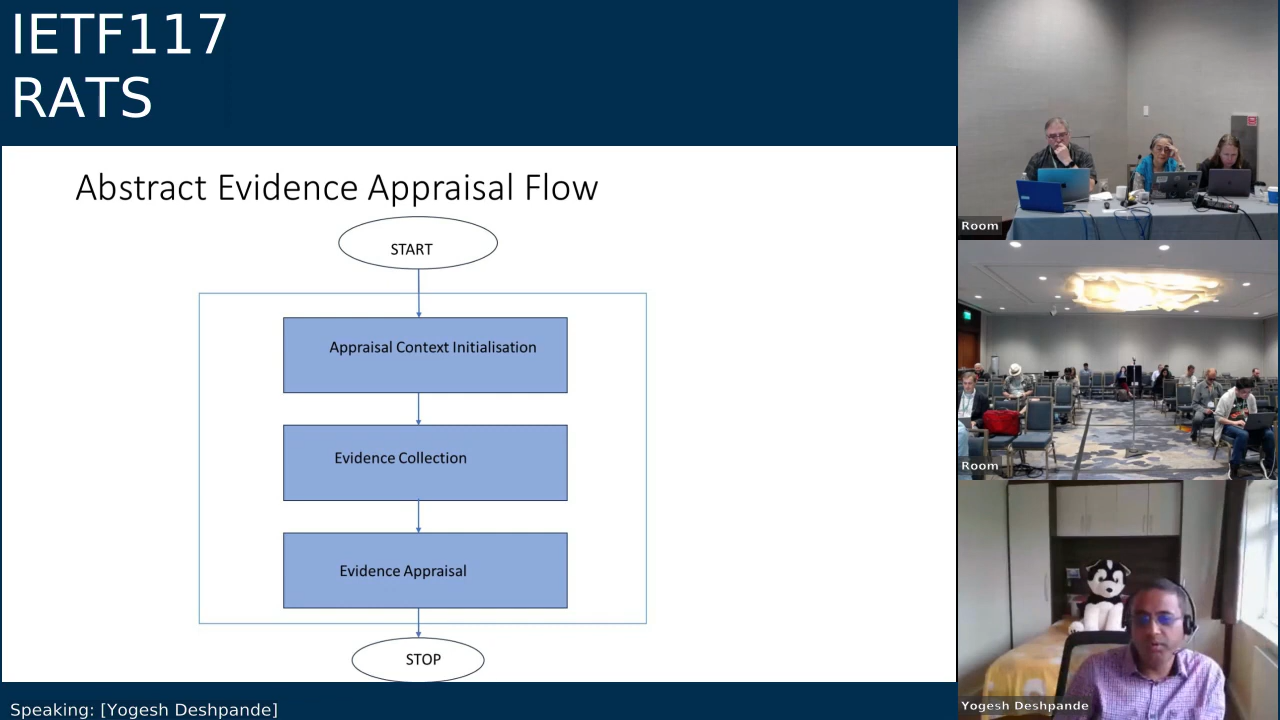 IETF117
RATS
Abstract Evidence Appraisal Flow
START
Appraisal Context Initialisation
Evidence Collection
Evidence Appraisal
STOP
Speaking: [Yogesh Deshpande]
Room
Room
Yogesh Deshpande